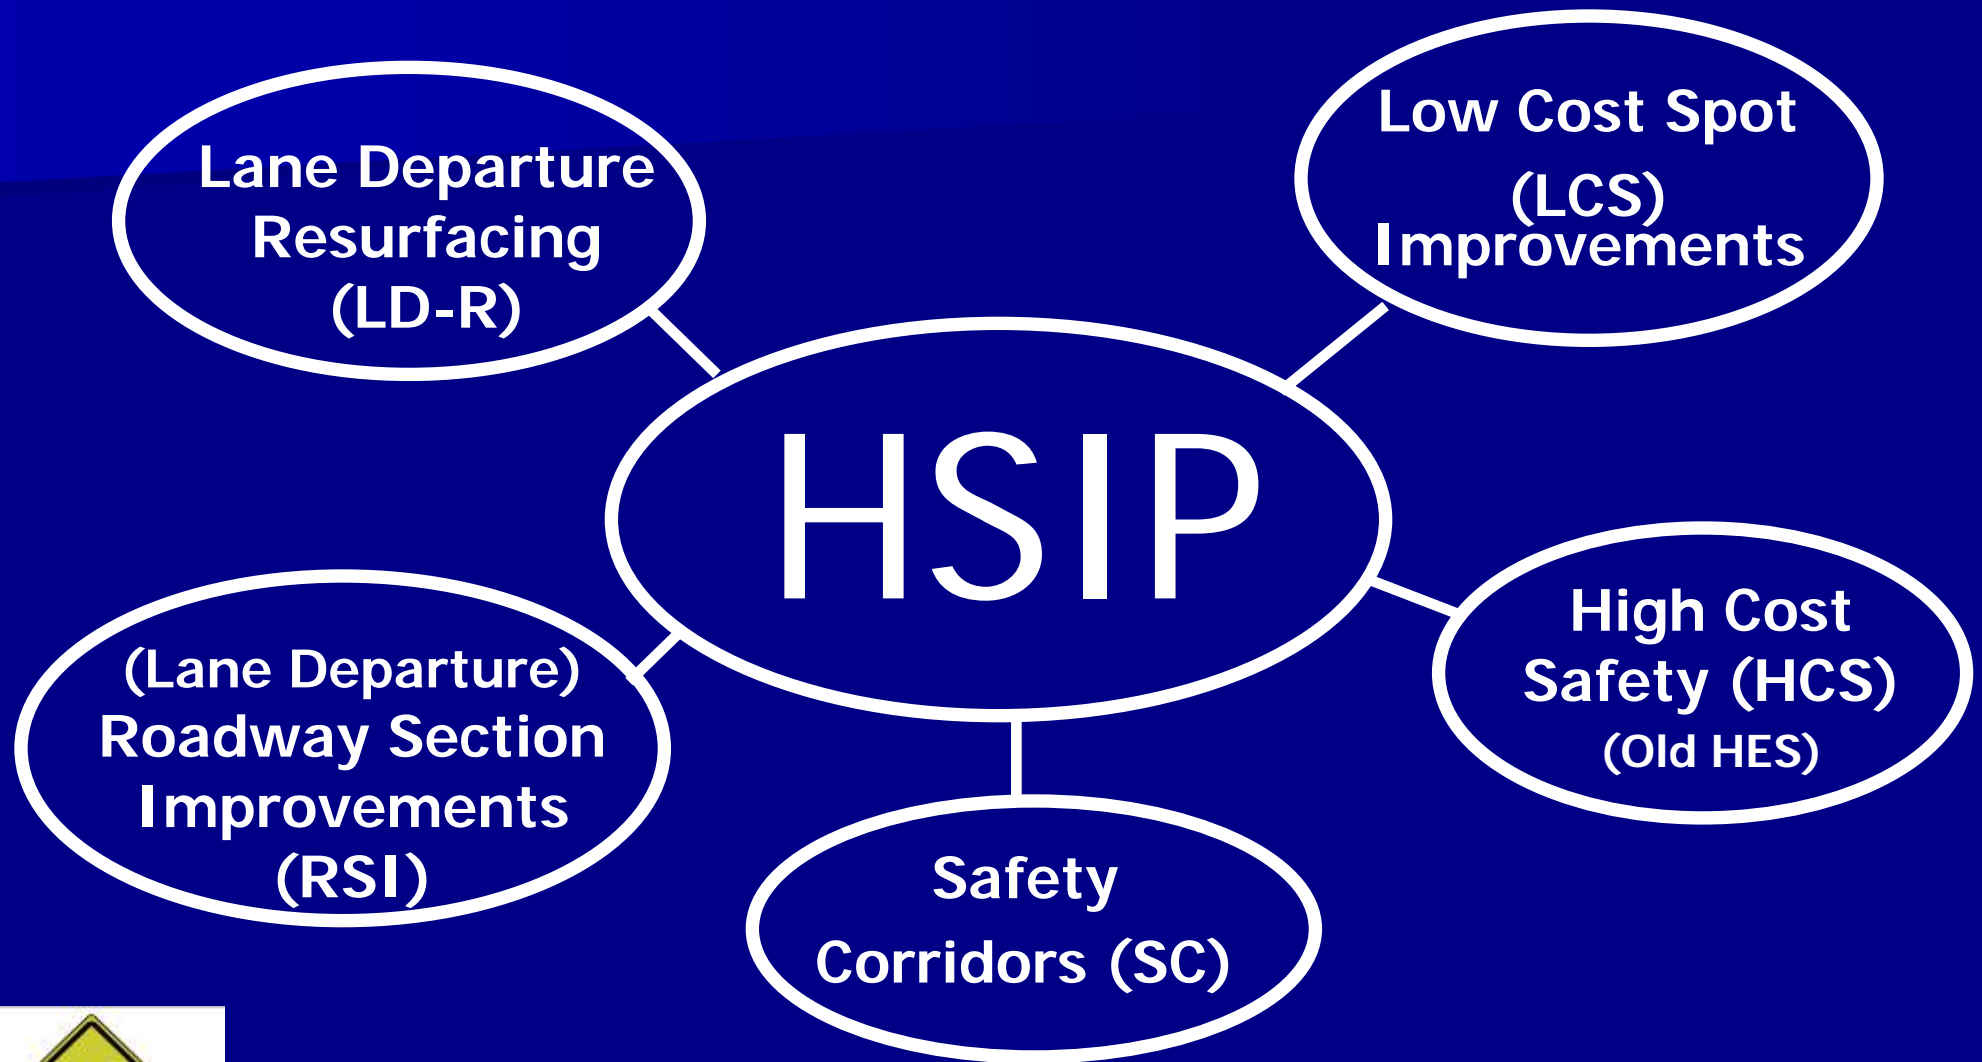 Lane Departure
Resurfacing
(LD-R)
Low Cost Spot
(LCS)
Improvements
HSIP
(Lane Departure)
Roadway Section
Improvements
(RSI)
High Cost
Safety (HCS)
(Old HES)
Safety
Corridors (SC)